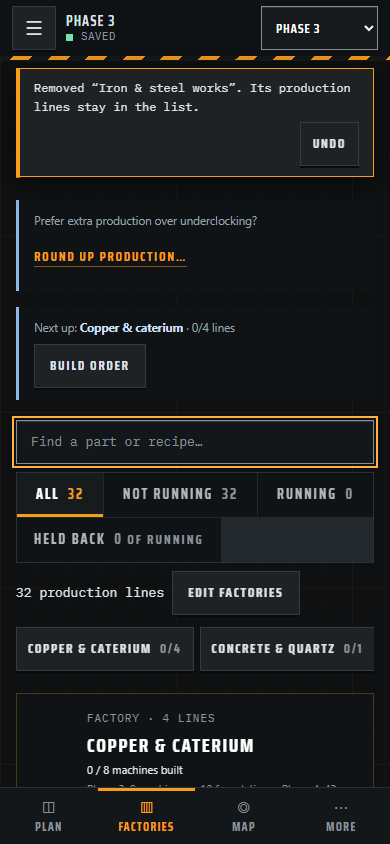 PHASE 3
SAVED
PHASE 3
Removed “Iron & steel works”. Its production
lines stay in the list.
UNDO
Prefer extra production over underclocking?
ROUND UP PRODUCTION…
Next up: Copper & caterium · 0/4 lines
BUILD ORDER
Find a part or recipe…
ALL 32
NOT RUNNING 32
RUNNING 0
HELD BACK 0 OF RUNNING
32 production lines
EDIT FACTORIES
COPPER & CATERIUM 0/4
CONCRETE & QUARTZ 0/1
FACTORY · 4 LINES
COPPER & CATERIUM
0 / 8 machines built
PLAN
FACTORIES
MAP
MORE